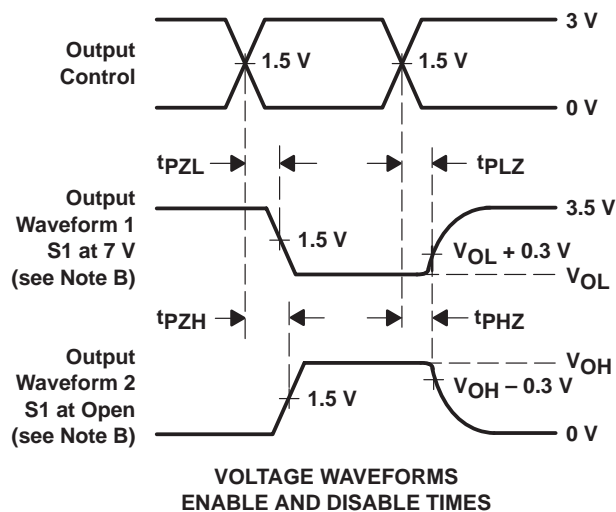 3 V
Output
Control
1.5 V
1.5 V
0 V
tPZL
tPLZ
Output
Waveform 1
S1 at 7 V
(see Note B)
3.5 V
1.5 V
VOL + 0.3 V
VOL
tPZH
tPHZ
Output
Waveform 2
S1 at Open
(see Note B)
VOH
VOH – 0.3 V
1.5 V
0 V
VOLTAGE WAVEFORMS
ENABLE AND DISABLE TIMES